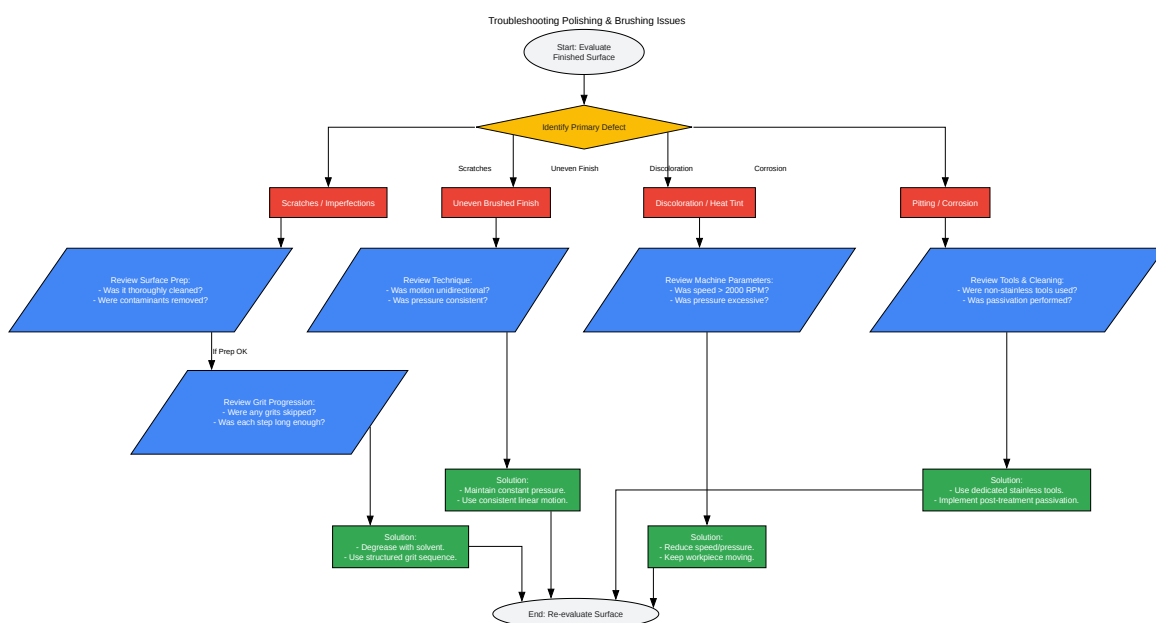 Troubleshooting Polishing & Brushing Issues
Start: Evaluate
Finished Surface
Identify Primary Defect
Scratches
Uneven Finish
Discoloration
Corrosion
Scratches / Imperfections
Uneven Brushed Finish
Discoloration / Heat Tint
Pitting / Corrosion
Review Surface Prep:
- Was it thoroughly cleaned?
- Were contaminants removed?
Review Technique:
- Was motion unidirectional?
- Was pressure consistent?
Review Machine Parameters:
- Was speed > 2000 RPM?
- Was pressure excessive?
Review Tools & Cleaning:
- Were non-stainless tools used?
- Was passivation performed?
If Prep OK
Review Grit Progression:
- Were any grits skipped?
- Was each step long enough?
Solution:
- Maintain constant pressure.
- Use consistent linear motion.
Solution:
- Use dedicated stainless tools.
- Implement post-treatment passivation.
Solution:
- Degrease with solvent.
- Use structured grit sequence.
Solution:
- Reduce speed/pressure.
- Keep workpiece moving.
End: Re-evaluate Surface